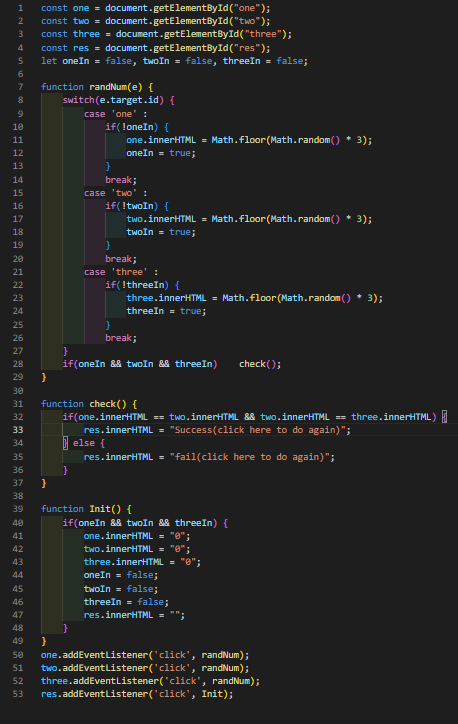 1 const one = document.getElementById("one");
2 const two = document.getElementById("two");
3 const three = document.getElementById("three");
4 const res = document.getElementById("res");
5 let oneIn = false, twoIn = false, threeIn = false;
6
7 function randNum(e) {
8     switch(e.target.id) {
9         case 'one' :
10             if(!oneIn) {
11                 one.innerHTML = Math.floor(Math.random() * 3);
12                 oneIn = true;
13             }
14             break;
15         case 'two' :
16             if(!twoIn) {
17                 two.innerHTML = Math.floor(Math.random() * 3);
18                 twoIn = true;
19             }
20             break;
21         case 'three' :
22             if(!threeIn) {
23                 three.innerHTML = Math.floor(Math.random() * 3);
24                 threeIn = true;
25             }
26             break;
27     }
28     if(oneIn && twoIn && threeIn)    check();
29 }
30
31 function check() {
32     if(one.innerHTML == two.innerHTML && two.innerHTML == three.innerHTML) {
33         res.innerHTML = "Success(click here to do again)";
34     } else {
35         res.innerHTML = "fail(click here to do again)";
36     }
37 }
38
39 function Init() {
40     if(oneIn && twoIn && threeIn) {
41         one.innerHTML = "0";
42         two.innerHTML = "0";
43         three.innerHTML = "0";
44         oneIn = false;
45         twoIn = false;
46         threeIn = false;
47         res.innerHTML = "";
48     }
49 }
50 one.addEventListener('click', randNum);
51 two.addEventListener('click', randNum);
52 three.addEventListener('click', randNum);
53 res.addEventListener('click', Init);